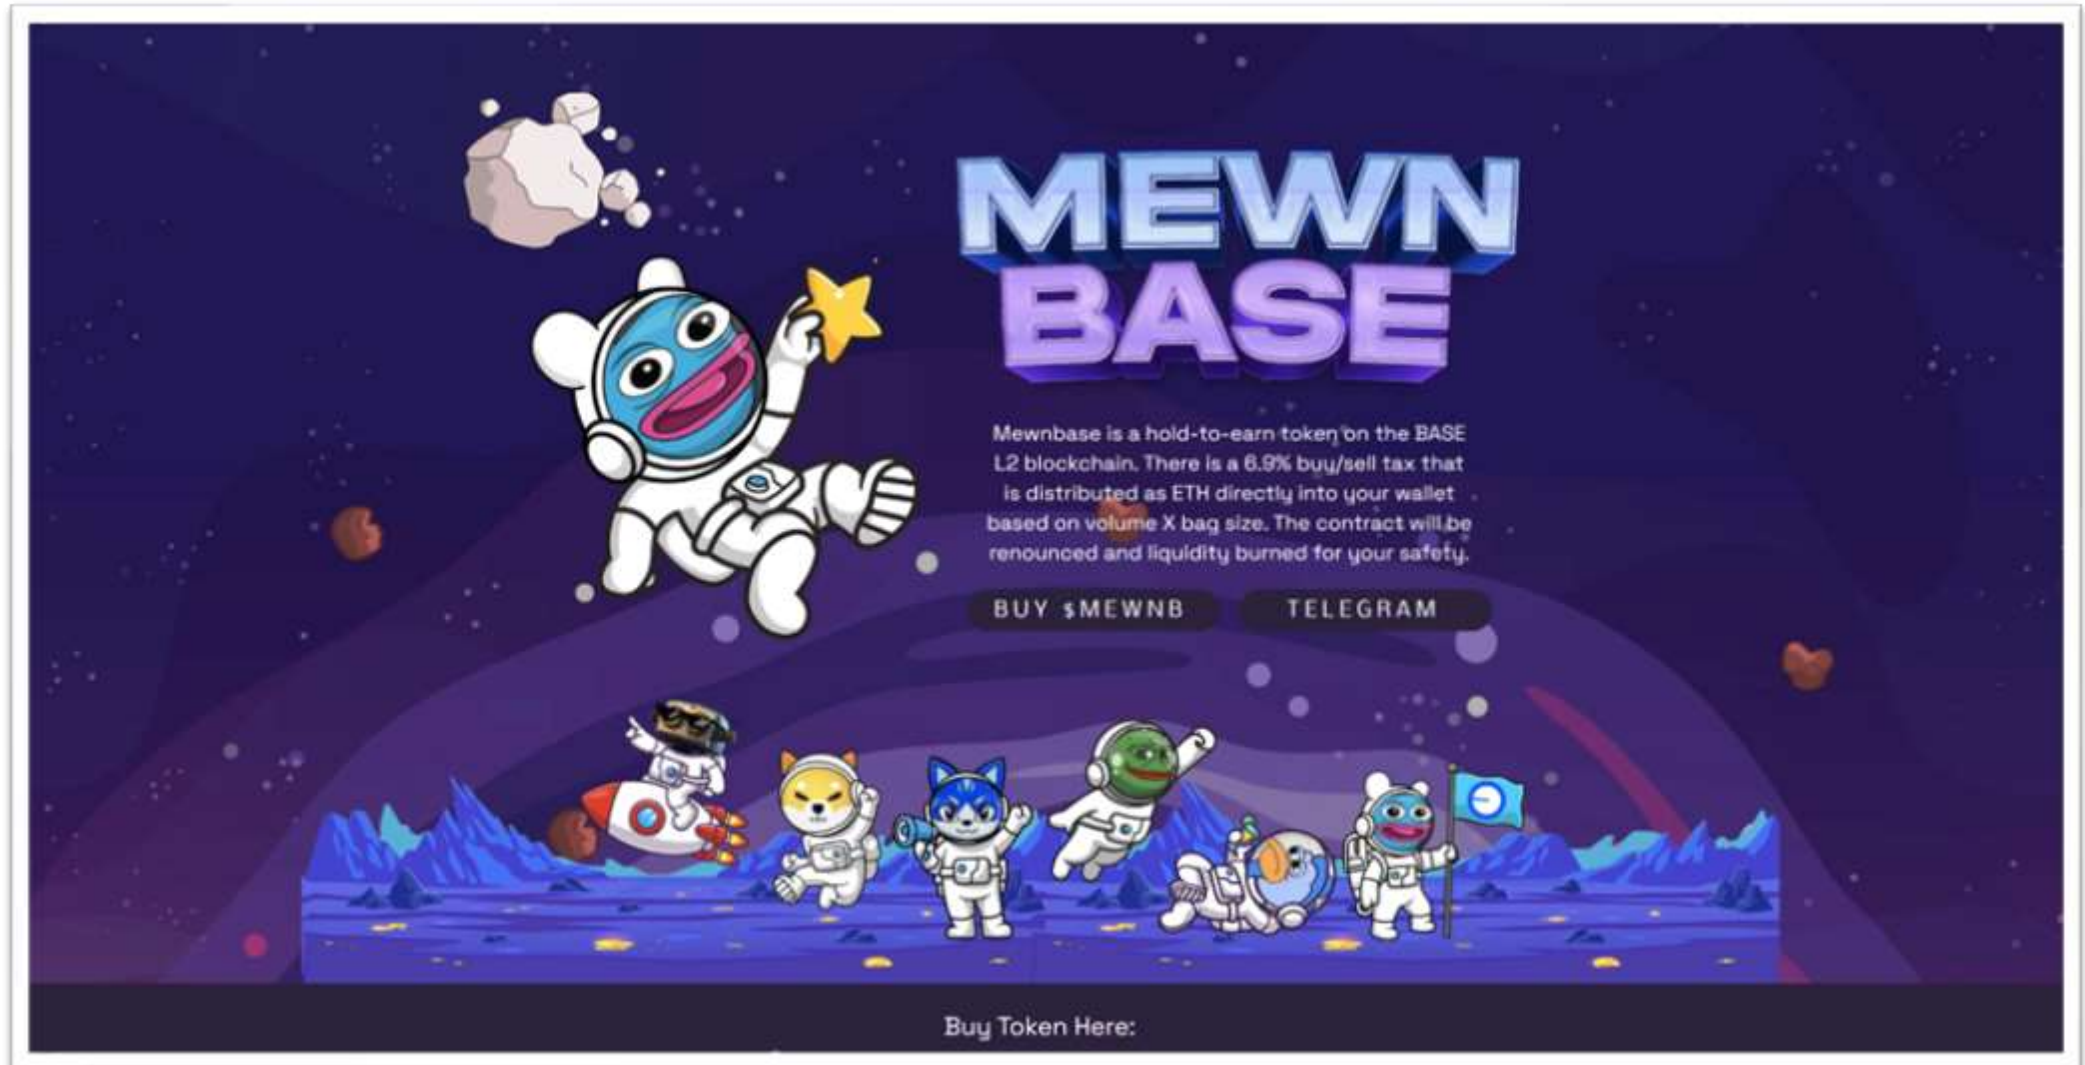 MEWN
BASE
Mewnbase is a hold-to-earn token on the BASE
L2 blockchain. There is a 6.9% buy/sell tax that
is distributed as ETH directly into your wallet
based on volume X bag size. The contract will be
renounced and liquidity burned for your safety.
BUY $MEWNB TELEGRAM
Buy Token Here: